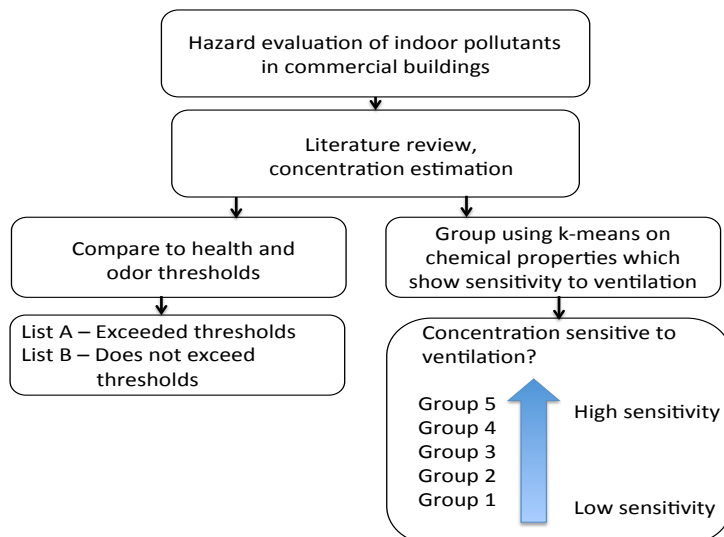 Hazard evaluation of indoor pollutants
in commercial buildings
Literature review,
concentration estimation
Compare to health and
odor thresholds
List A – Exceeded thresholds
List B – Does not exceed
thresholds
Group using k-means on
chemical properties which
show sensitivity to ventilation
Concentration sensitive to
ventilation?
Group 5
Group 4
Group 3
Group 2
Group 1
High sensitivity
Low sensitivity